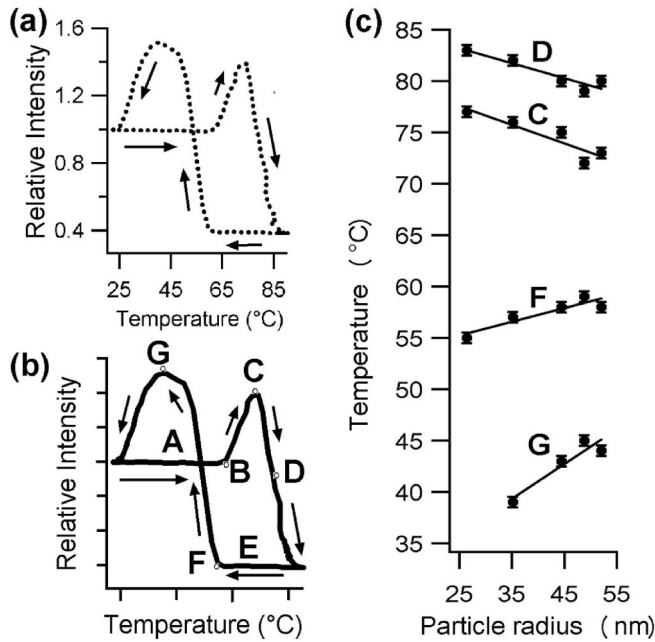 (a)
1.6
1.2
0.8
0.4
Relative Intensity
25 45 65 85
Temperature (°C)
(b)
G
C
A
B
D
F
E
Relative Intensity
Temperature (°C)
(c)
85
80
75
70
65
60
55
50
45
40
35
Temperature (°C)
D
C
F
G
25 35 45 55
Particle radius (nm)